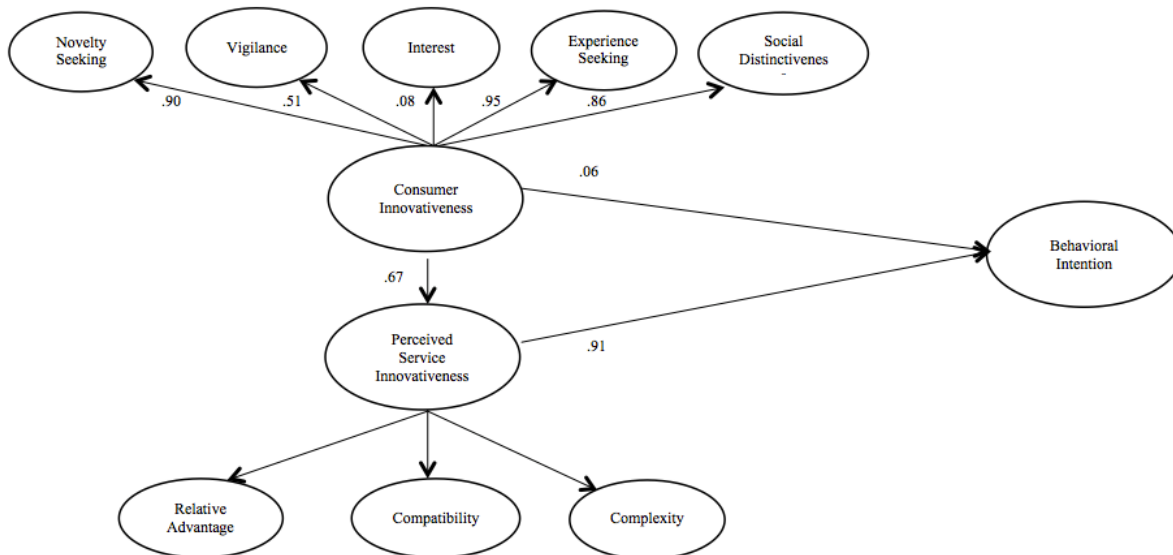 Novelty
Seeking
Vigilance
Interest
Experience
Seeking
Social
Distinctivenes
-
.90
.51
.08
.95
.86
Consumer
Innovativeness
.06
Behavioral
Intention
.67
Perceived
Service
Innovativeness
.91
Relative
Advantage
Compatibility
Complexity